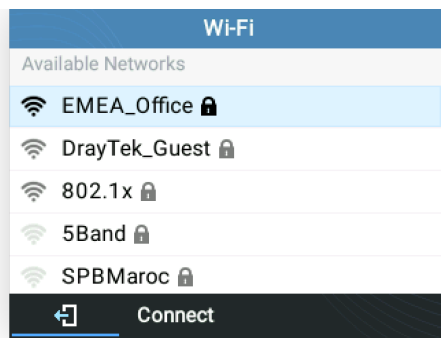 Wi-Fi
Available Networks
EMEA_Office
DrayTek_Guest
802.1x
5Band
SPBMaroc
Connect